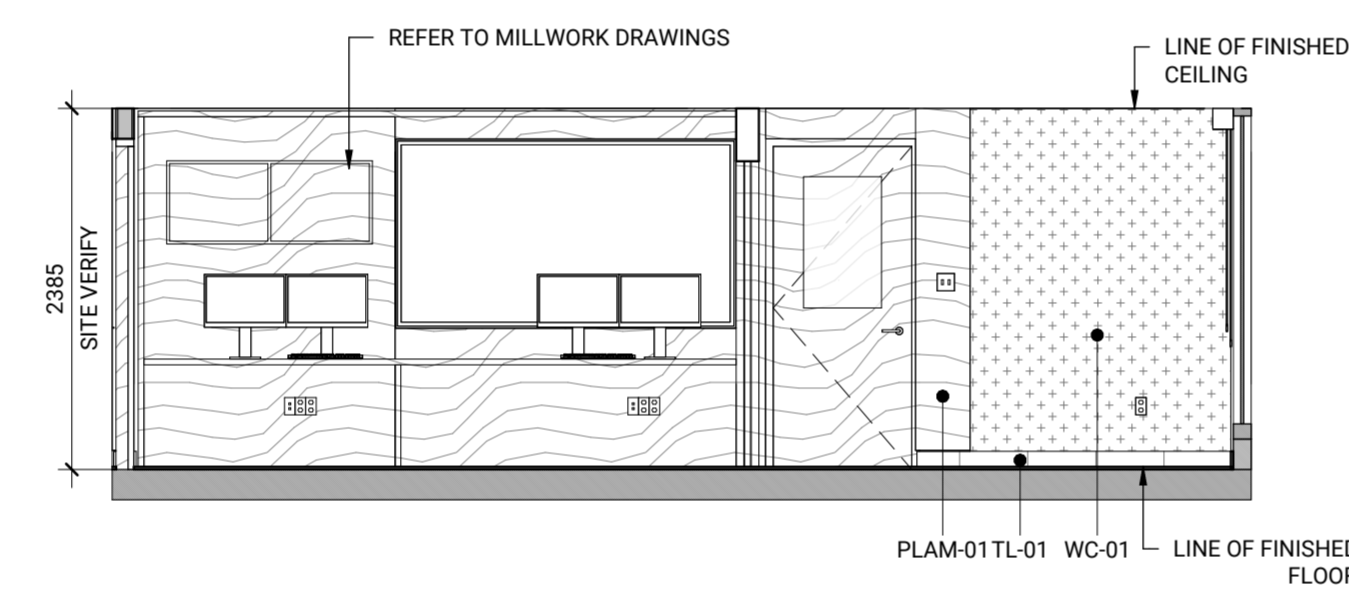 REFER TO MILLWORK DRAWINGS
LINE OF FINISHED
CEILING
2385
SITE VERIFY
PLAM-01 TL-01 WC-01 LINE OF FINISHED
FLOOR